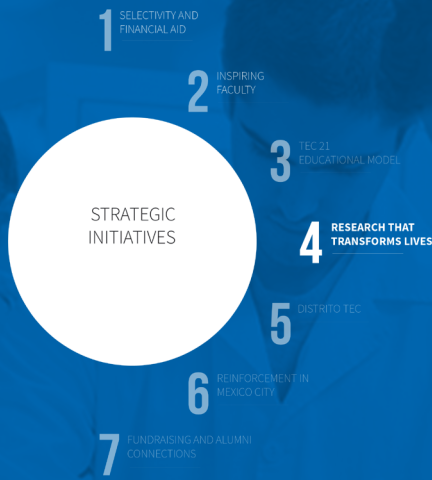 1 SELECTIVITY AND
FINANCIAL AID
2 INSPIRING
FACULTY
3 TEC 21
EDUCATIONAL MODEL
STRATEGIC
INITIATIVES
4 RESEARCH THAT
TRANSFORMS LIVES
5 DISTRITO TEC
6 REINFORCEMENT IN
MEXICO CITY
7 FUNDRAISING AND ALUMNI
CONNECTIONS